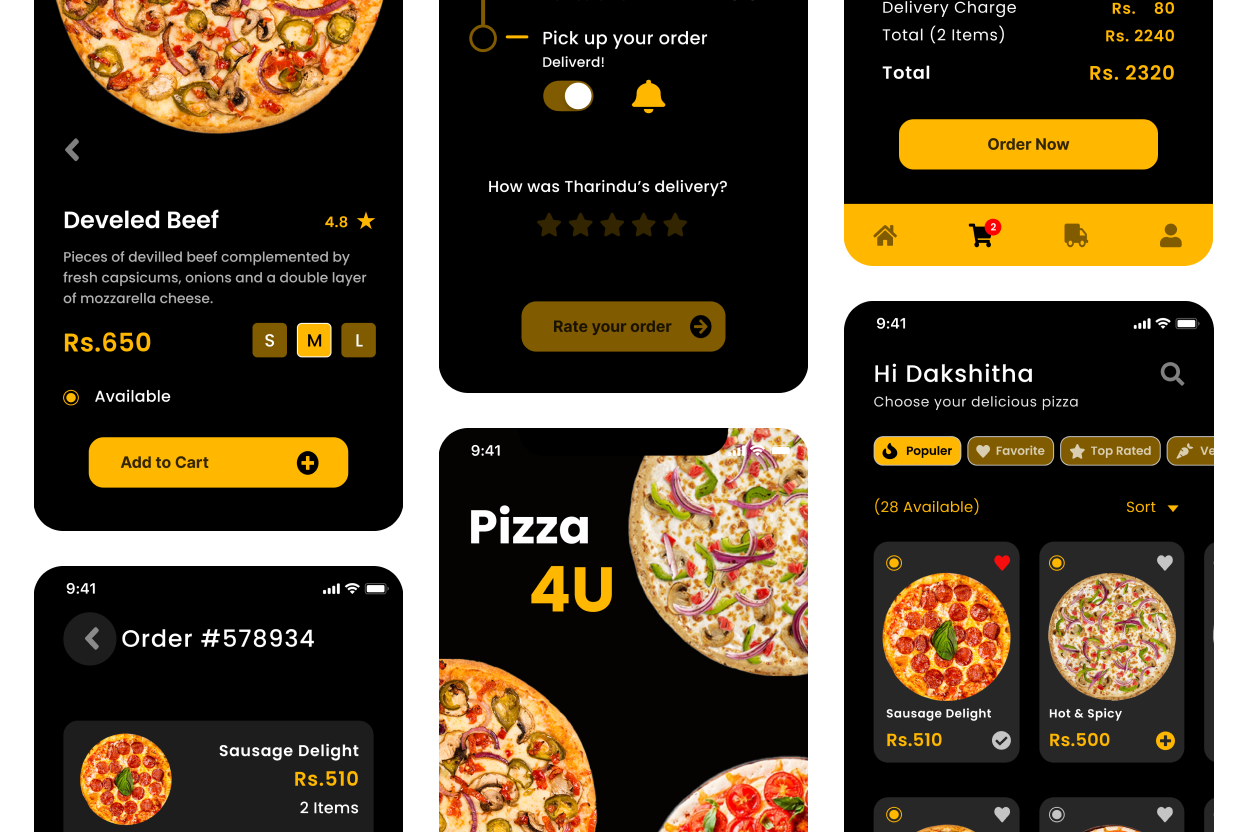 Develed Beef
4.8
Pieces of devilled beef complemented by
fresh capsicums, onions and a double layer
of mozzarella cheese.
Rs.650
S M L
Available
Add to Cart
9:41
Order #578934
Sausage Delight
Rs.510
2 Items
Pick up your order
Deliverd!
How was Tharindu’s delivery?
Rate your order
9:41
Pizza
4U
Delivery Charge Rs. 80
Total (2 Items) Rs. 2240
Total Rs. 2320
Order Now
2
9:41
Hi Dakshitha
Choose your delicious pizza
Populer Favorite Top Rated Ve
(28 Available) Sort
Sausage Delight
Rs.510
Hot & Spicy
Rs.500